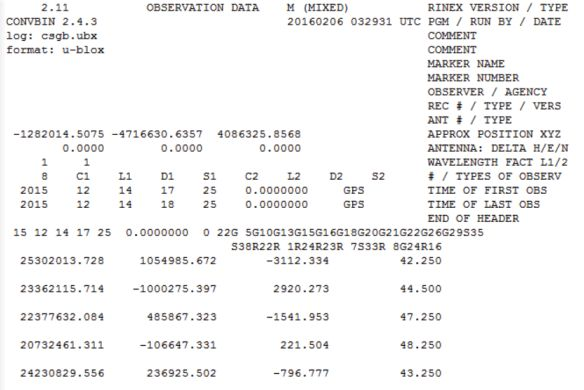 2.11 OBSERVATION DATA M (MIXED) RINEX VERSION / TYPE
CONVBIN 2.4.3 20160206 032931 UTC PGM / RUN BY / DATE
log: csgb.ubx COMMENT
format: u-blox COMMENT
MARKER NAME
MARKER NUMBER
OBSERVER / AGENCY
REC # / TYPE / VERS
ANT # / TYPE
-1282014.5075 -4716630.6357 4086325.8568 APPROX POSITION XYZ
0.0000 0.0000 0.0000 ANTENNA: DELTA H/E/N
1 1 WAVELENGTH FACT L1/2
8 C1 L1 D1 S1 C2 L2 D2 S2 # / TYPES OF OBSERV
2015 12 14 17 25 0.0000000 GPS TIME OF FIRST OBS
2015 12 14 18 25 0.0000000 GPS TIME OF LAST OBS
END OF HEADER
15 12 14 17 25 0.0000000 0 22G 5G10G13G15G16G18G20G21G22G26G29S35
S38R22R 1R24R23R 7S33R 8G24R16
25302013.728 1054985.672 -3112.334 42.250
23362115.714 -1000275.397 2920.273 44.500
22377632.084 485867.323 -1541.953 47.250
20732461.311 -106647.331 221.504 48.250
24230829.556 236925.502 -796.777 43.250